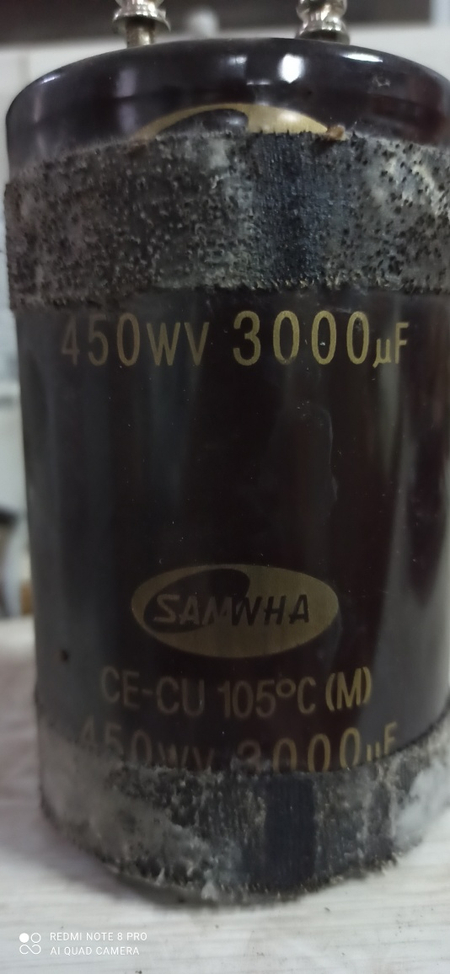 450WV 3000µF
SAMWHA
CE-CU 105°C (M)
450WV 3000µF
REDMI NOTE 8 PRO
AI QUAD CAMERA